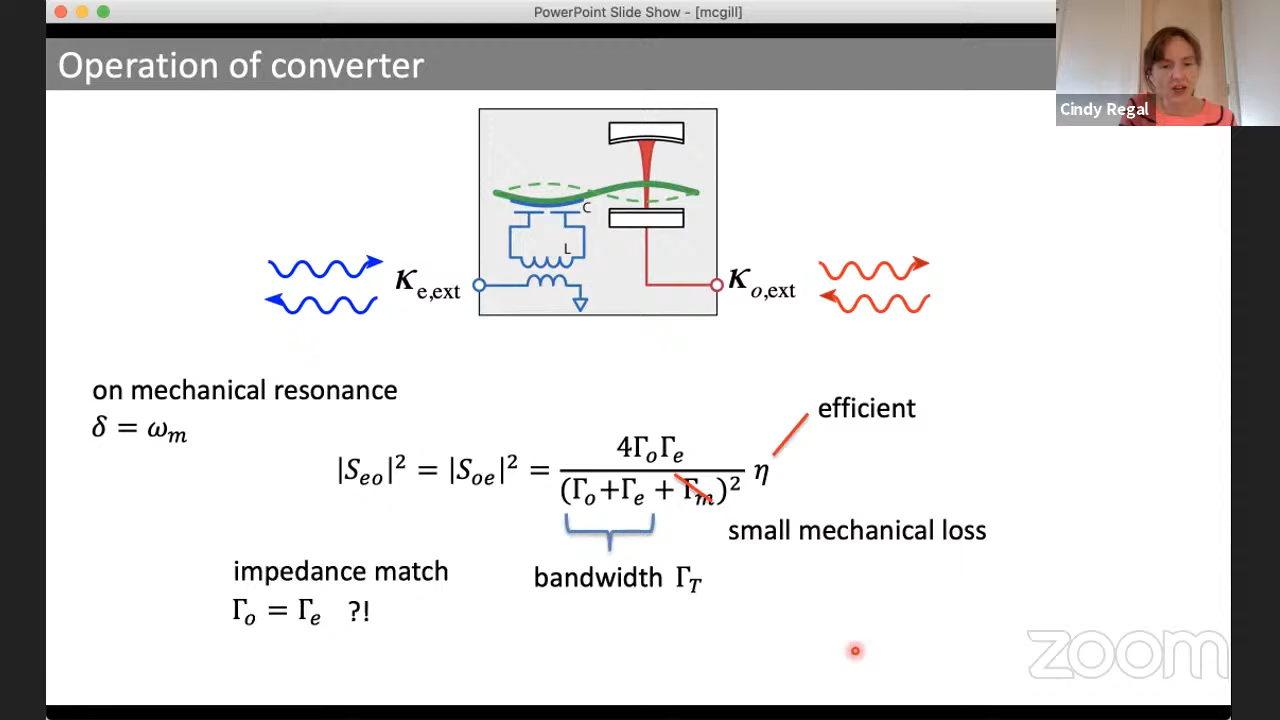 PowerPoint Slide Show - [mcgill]
Operation of converter
Cindy Regal
C
L
κe,ext
κo,ext
on mechanical resonance
δ = ωm
efficient
|Seo|² = |Soe|² = 4ΓoΓe / (Γo+Γe + Γm)² η
small mechanical loss
impedance match
bandwidth ΓT
Γo = Γe ?!
zoom